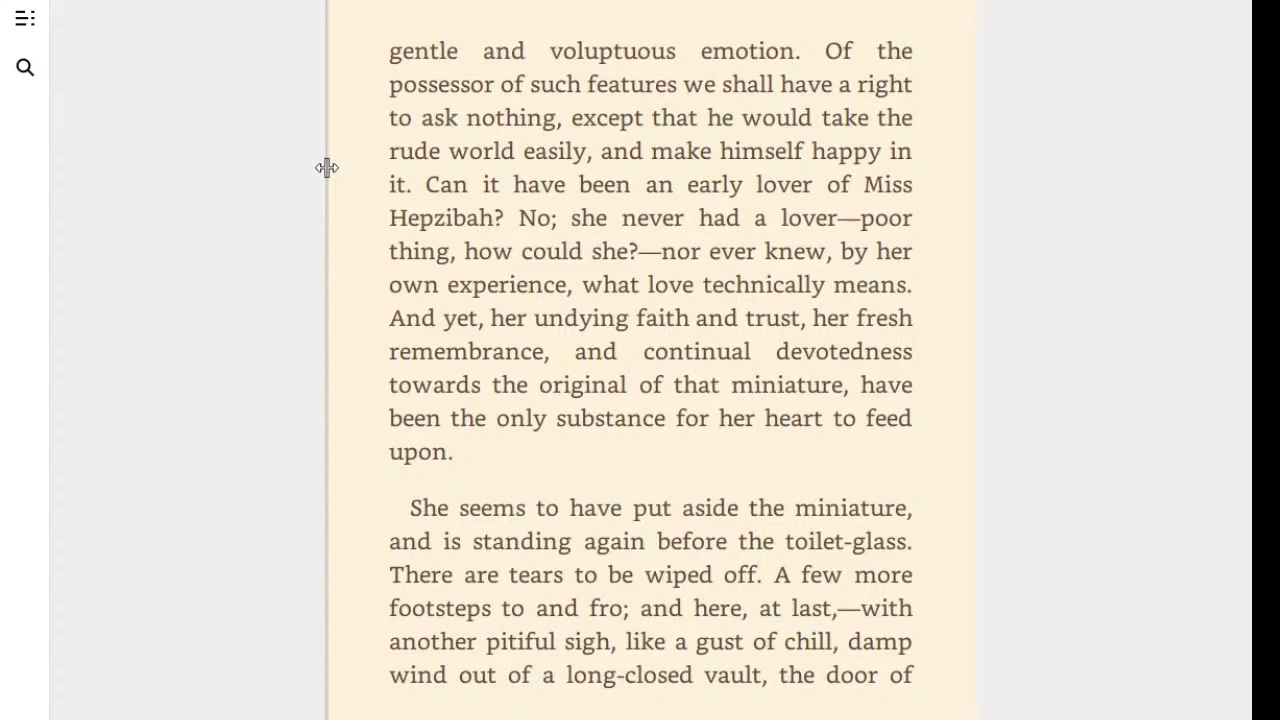 gentle and voluptuous emotion. Of the
possessor of such features we shall have a right
to ask nothing, except that he would take the
rude world easily, and make himself happy in
it. Can it have been an early lover of Miss
Hepzibah? No; she never had a lover—poor
thing, how could she?—nor ever knew, by her
own experience, what love technically means.
And yet, her undying faith and trust, her fresh
remembrance, and continual devotedness
towards the original of that miniature, have
been the only substance for her heart to feed
upon.
She seems to have put aside the miniature,
and is standing again before the toilet-glass.
There are tears to be wiped off. A few more
footsteps to and fro; and here, at last,—with
another pitiful sigh, like a gust of chill, damp
wind out of a long-closed vault, the door of